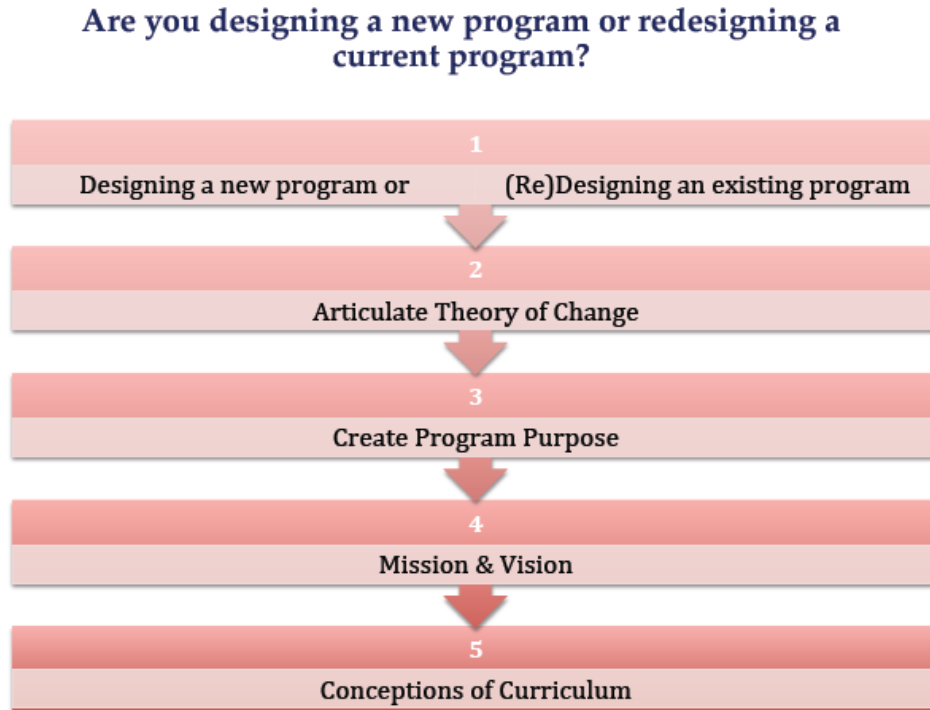 Are you designing a new program or redesigning a
current program?
1
Designing a new program or
(Re)Designing an existing program
2
Articulate Theory of Change
3
Create Program Purpose
4
Mission & Vision
5
Conceptions of Curriculum